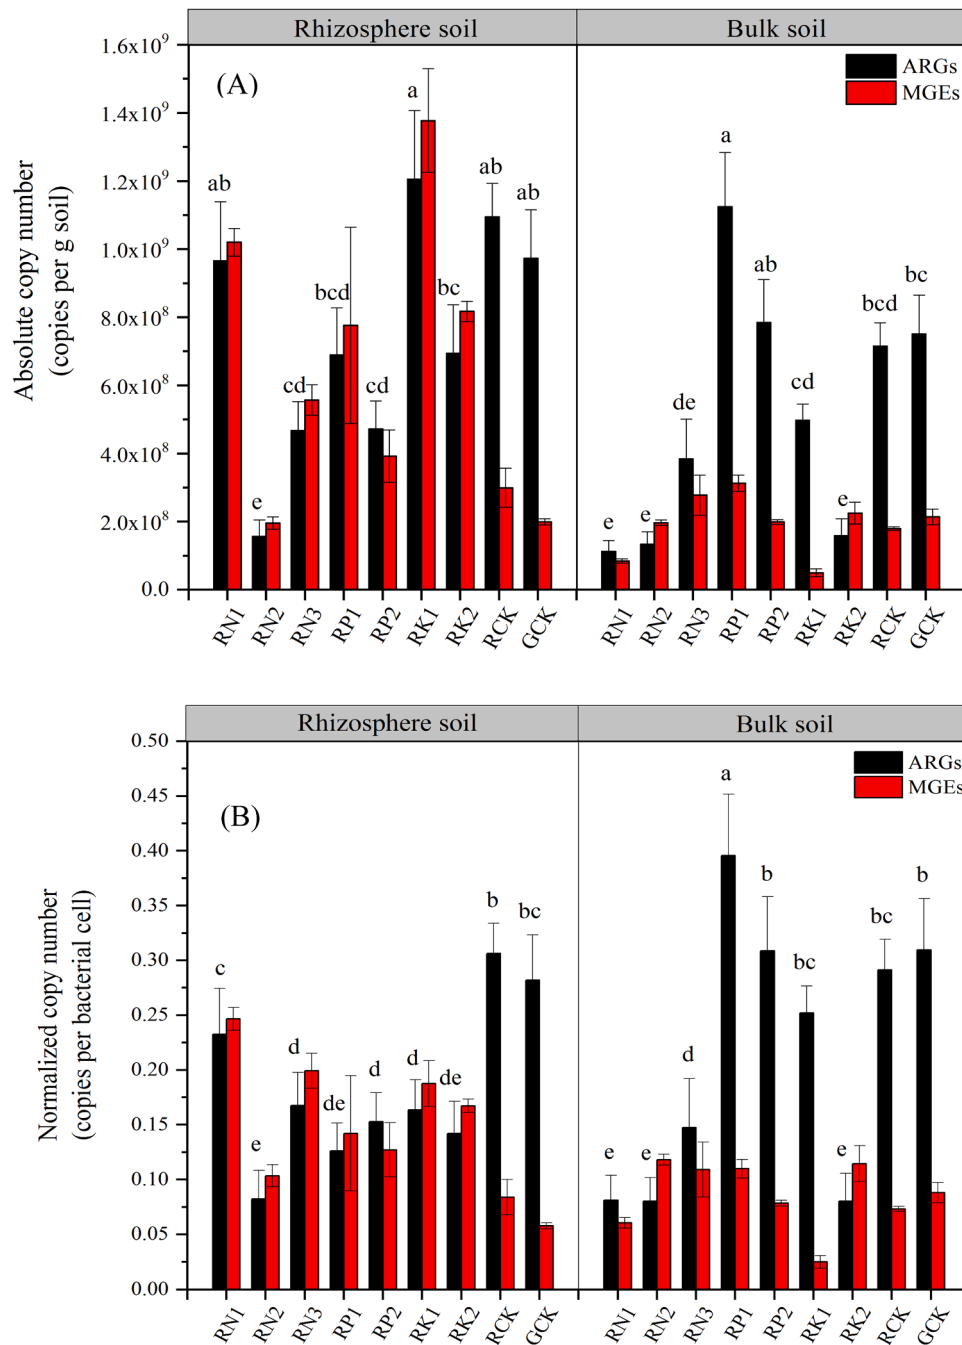 Rhizosphere soil Bulk soil
(A)
ARGs
MGEs
Absolute copy number
(copies per g soil)
1.6x10⁹
1.4x10⁹
1.2x10⁹
1.0x10⁹
8.0x10⁸
6.0x10⁸
4.0x10⁸
2.0x10⁸
0.0
ab e cd bcd cd a bc ab ab
e e de a ab cd e bcd bc
RN1 RN2 RN3 RP1 RP2 RK1 RK2 RCK GCK
RN1 RN2 RN3 RP1 RP2 RK1 RK2 RCK GCK
Rhizosphere soil Bulk soil
(B)
ARGs
MGEs
Normalized copy number
(copies per bacterial cell)
0.50
0.45
0.40
0.35
0.30
0.25
0.20
0.15
0.10
0.05
0.00
c e d de d d de b bc
e e d a b bc e bc b
RN1 RN2 RN3 RP1 RP2 RK1 RK2 RCK GCK
RN1 RN2 RN3 RP1 RP2 RK1 RK2 RCK GCK